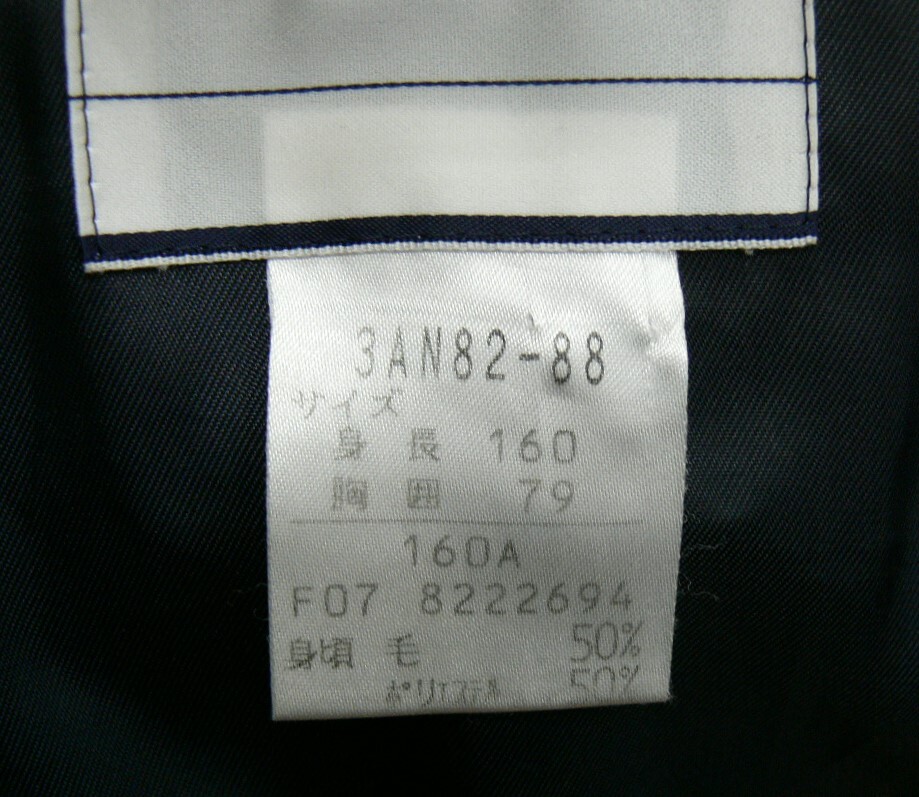 3AN82-88
サイズ
身 長 160
胸 囲 79
160A
F07 8222694
身頃 毛 50%
ポリエステル 50%